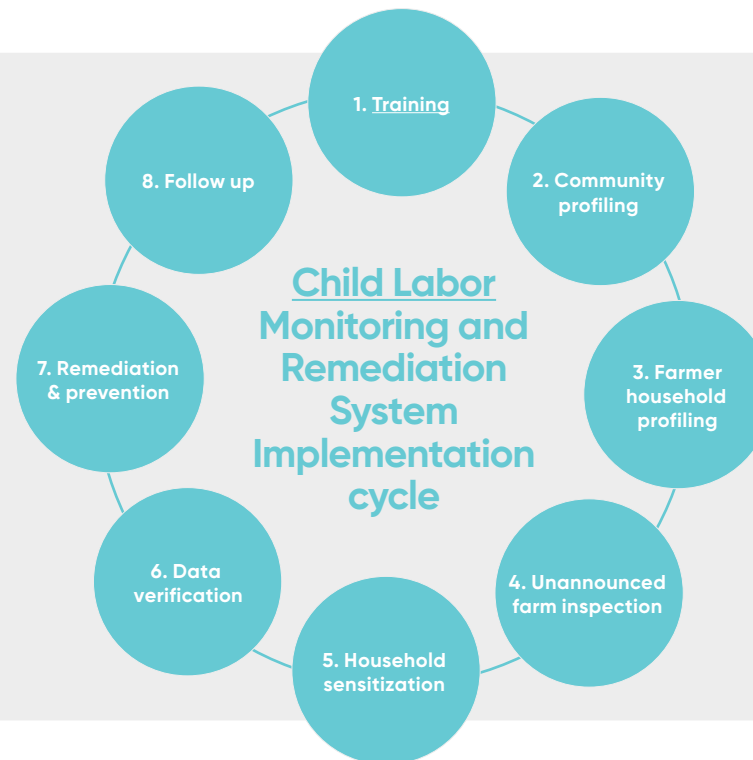 1. Training
2. Community
profiling
3. Farmer
household
profiling
4. Unannounced
farm inspection
5. Household
sensitization
6. Data
verification
7. Remediation
& prevention
8. Follow up
Child Labor
Monitoring and
Remediation
System
Implementation
cycle